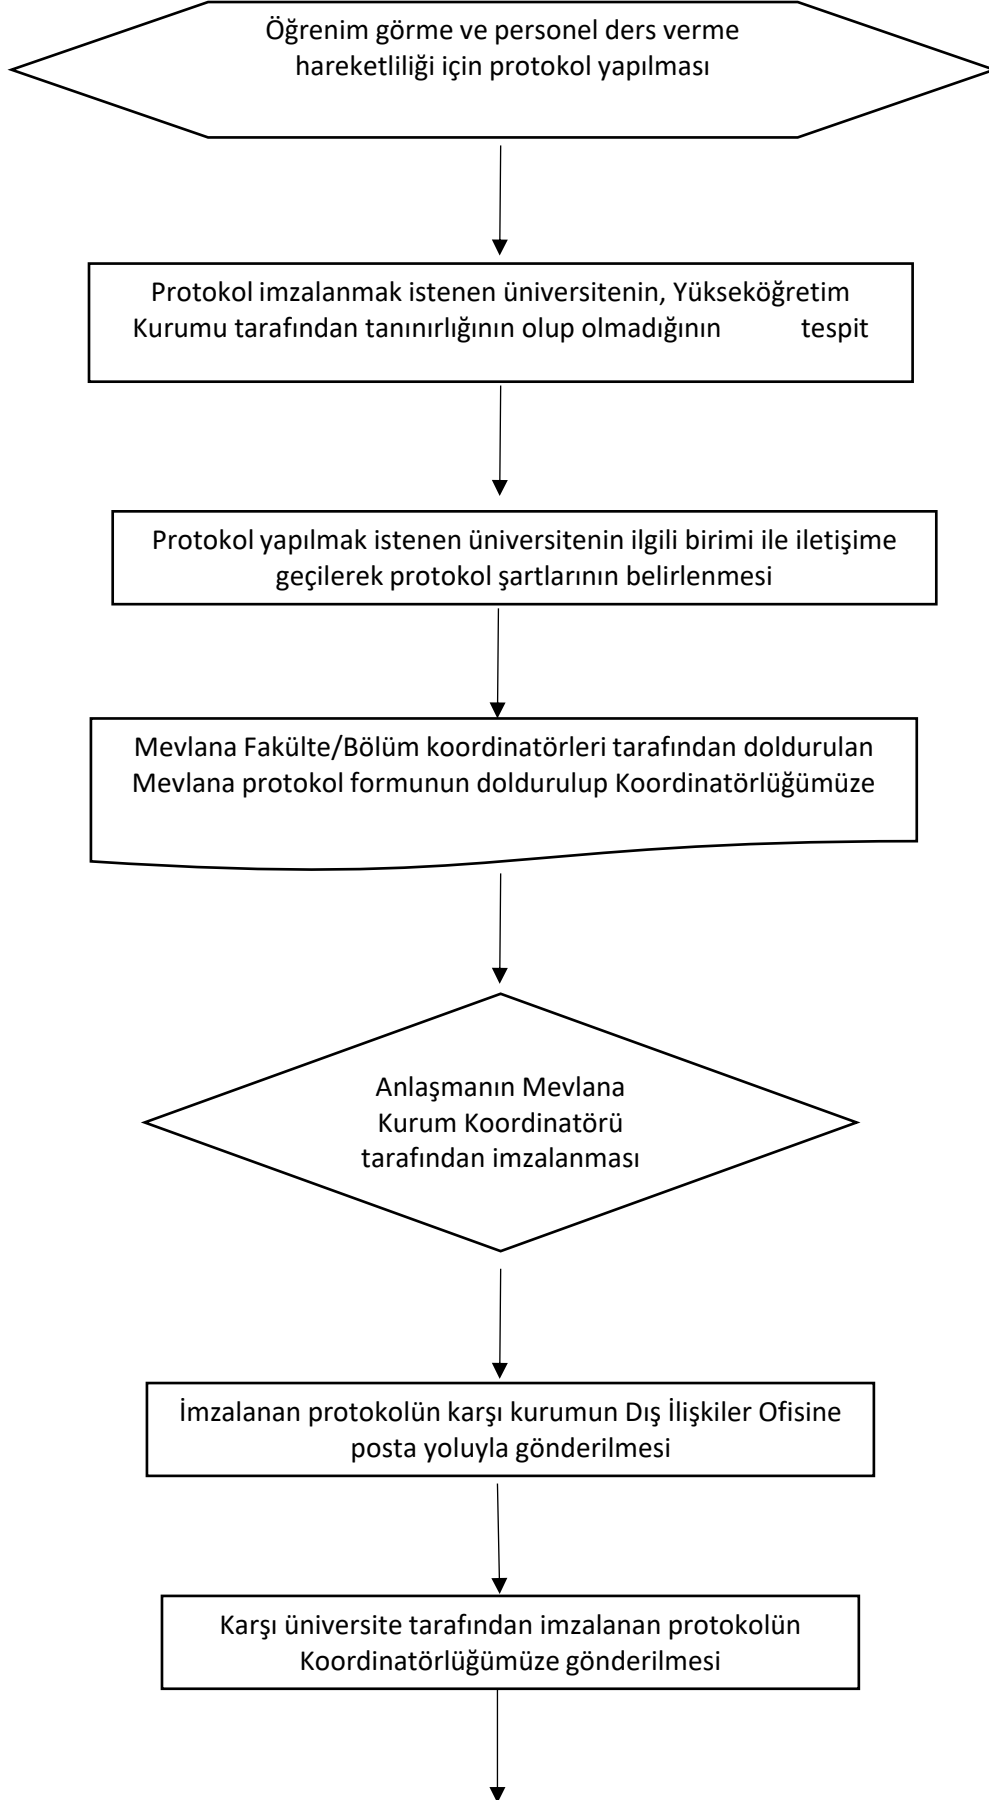 Öğrenim görme ve personel ders verme
hareketliliği için protokol yapılması
Protokol imzalanmak istenen üniversitenin, Yükseköğretim
Kurumu tarafından tanınırlığının olup olmadığının tespit
Protokol yapılmak istenen üniversitenin ilgili birimi ile iletişime
geçilerek protokol şartlarının belirlenmesi
Mevlana Fakülte/Bölüm koordinatörleri tarafından doldurulan
Mevlana protokol formunun doldurulup Koordinatörlüğümüze
Anlaşmanın Mevlana
Kurum Koordinatörü
tarafından imzalanması
İmzalanan protokolün karşı kurumun Dış İlişkiler Ofisine
posta yoluyla gönderilmesi
Karşı üniversite tarafından imzalanan protokolün
Koordinatörlüğümüze gönderilmesi